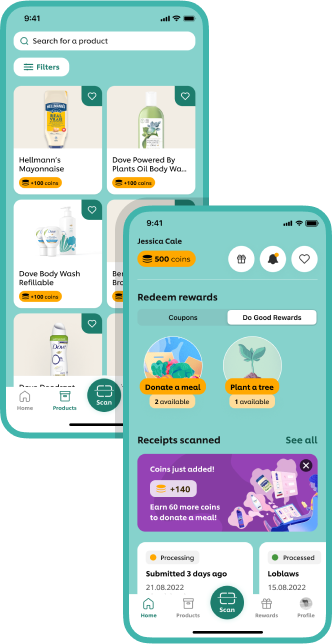 9:41
Search for a product
Filters
HELLMANN'S
REAL
Hellmann's
Mayonnaise
+100 coins
Dove Powered By
Plants Oil Body Wa...
+100 coins
Dove Body Wash
Refillable
+100 coins
Ben
Bro
Dove
Dove Deodorant
Home
Products
Scan
9:41
Jessica Cale
500 coins
Redeem rewards
Coupons
Do Good Rewards
Donate a meal
2 available
Plant a tree
1 available
Receipts scanned
See all
Coins just added!
+140
Earn 60 more coins
to donate a meal!
Processing
Submitted 3 days ago
21.08.2022
Processed
Loblaws
15.08.2022
Home
Products
Scan
Rewards
Profile